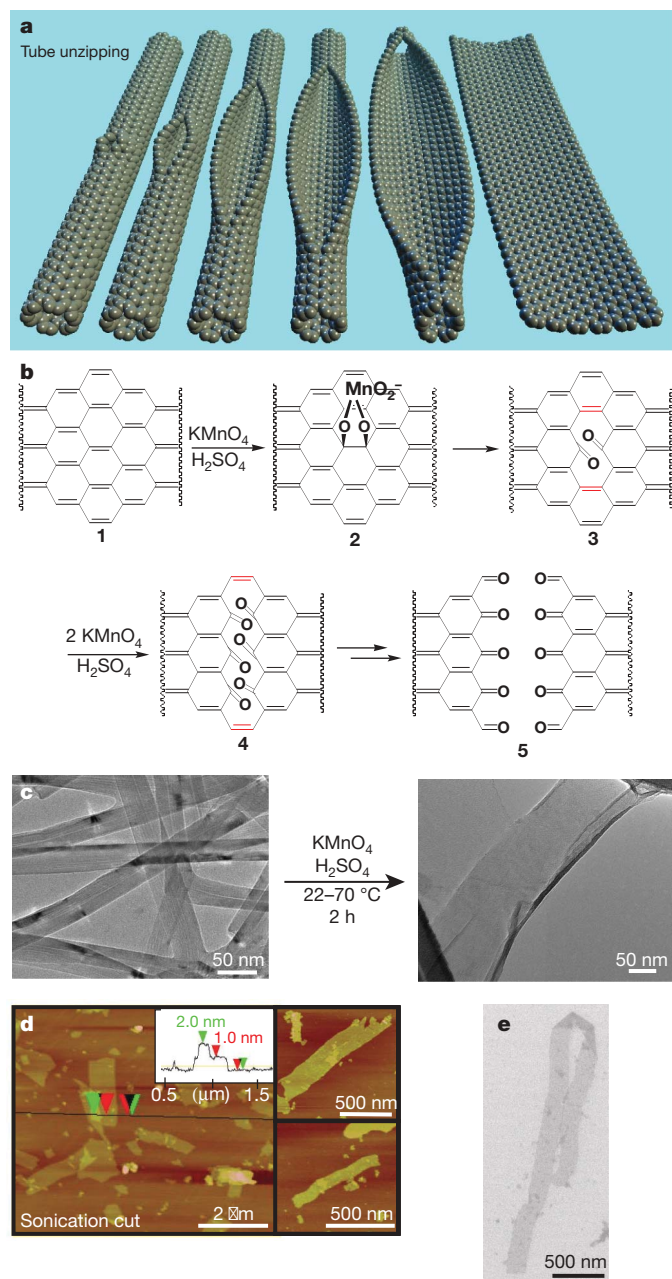 a
Tube unzipping
b
KMnO4
H2SO4
1
MnO2−
O O
2
O
O
3
2 KMnO4
H2SO4
O
O
O
O
O
O
4
O O
O O
O O
O O
O O
5
c
50 nm
KMnO4
H2SO4
22–70 °C
2 h
50 nm
d
2.0 nm
1.0 nm
0.5 (μm) 1.5
Sonication cut
2 m
500 nm
500 nm
e
500 nm